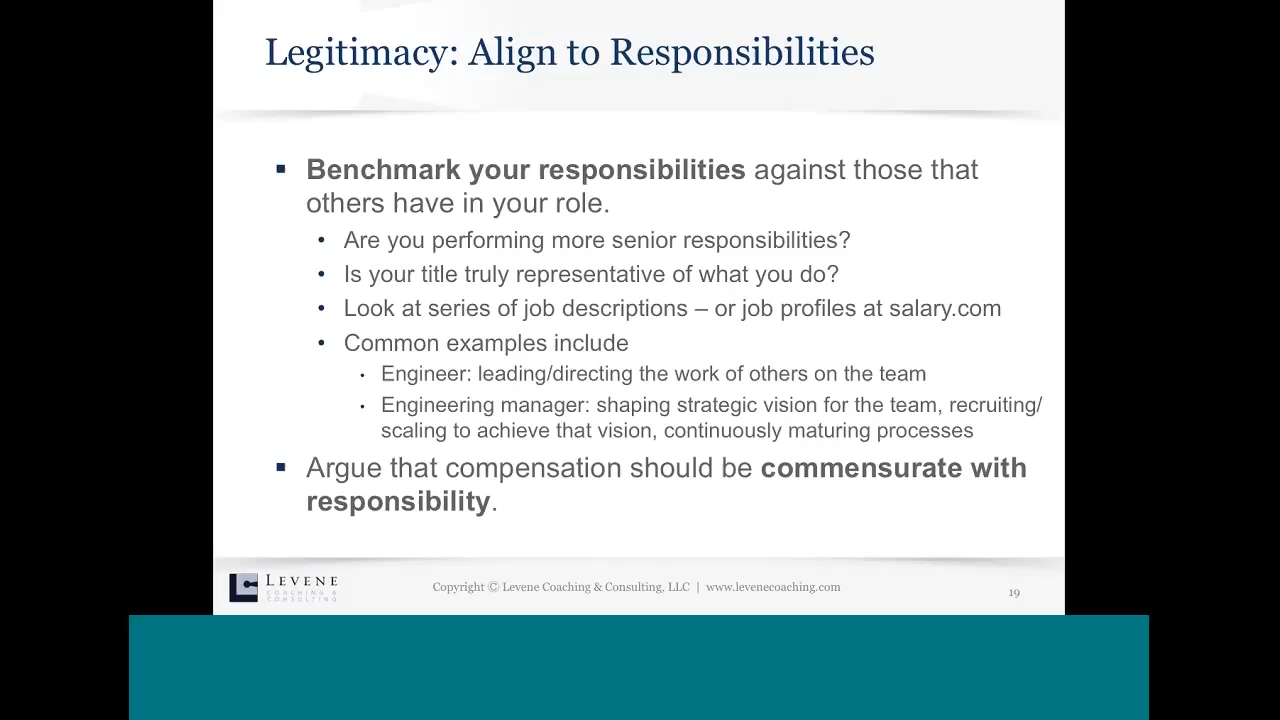 Legitimacy: Align to Responsibilities
▪ Benchmark your responsibilities against those that
others have in your role.
• Are you performing more senior responsibilities?
• Is your title truly representative of what you do?
• Look at series of job descriptions – or job profiles at salary.com
• Common examples include
• Engineer: leading/directing the work of others on the team
• Engineering manager: shaping strategic vision for the team, recruiting/
scaling to achieve that vision, continuously maturing processes
▪ Argue that compensation should be commensurate with
responsibility.
LEVENE
COACHING &
CONSULTING
Copyright © Levene Coaching & Consulting, LLC | www.levenecoaching.com
19